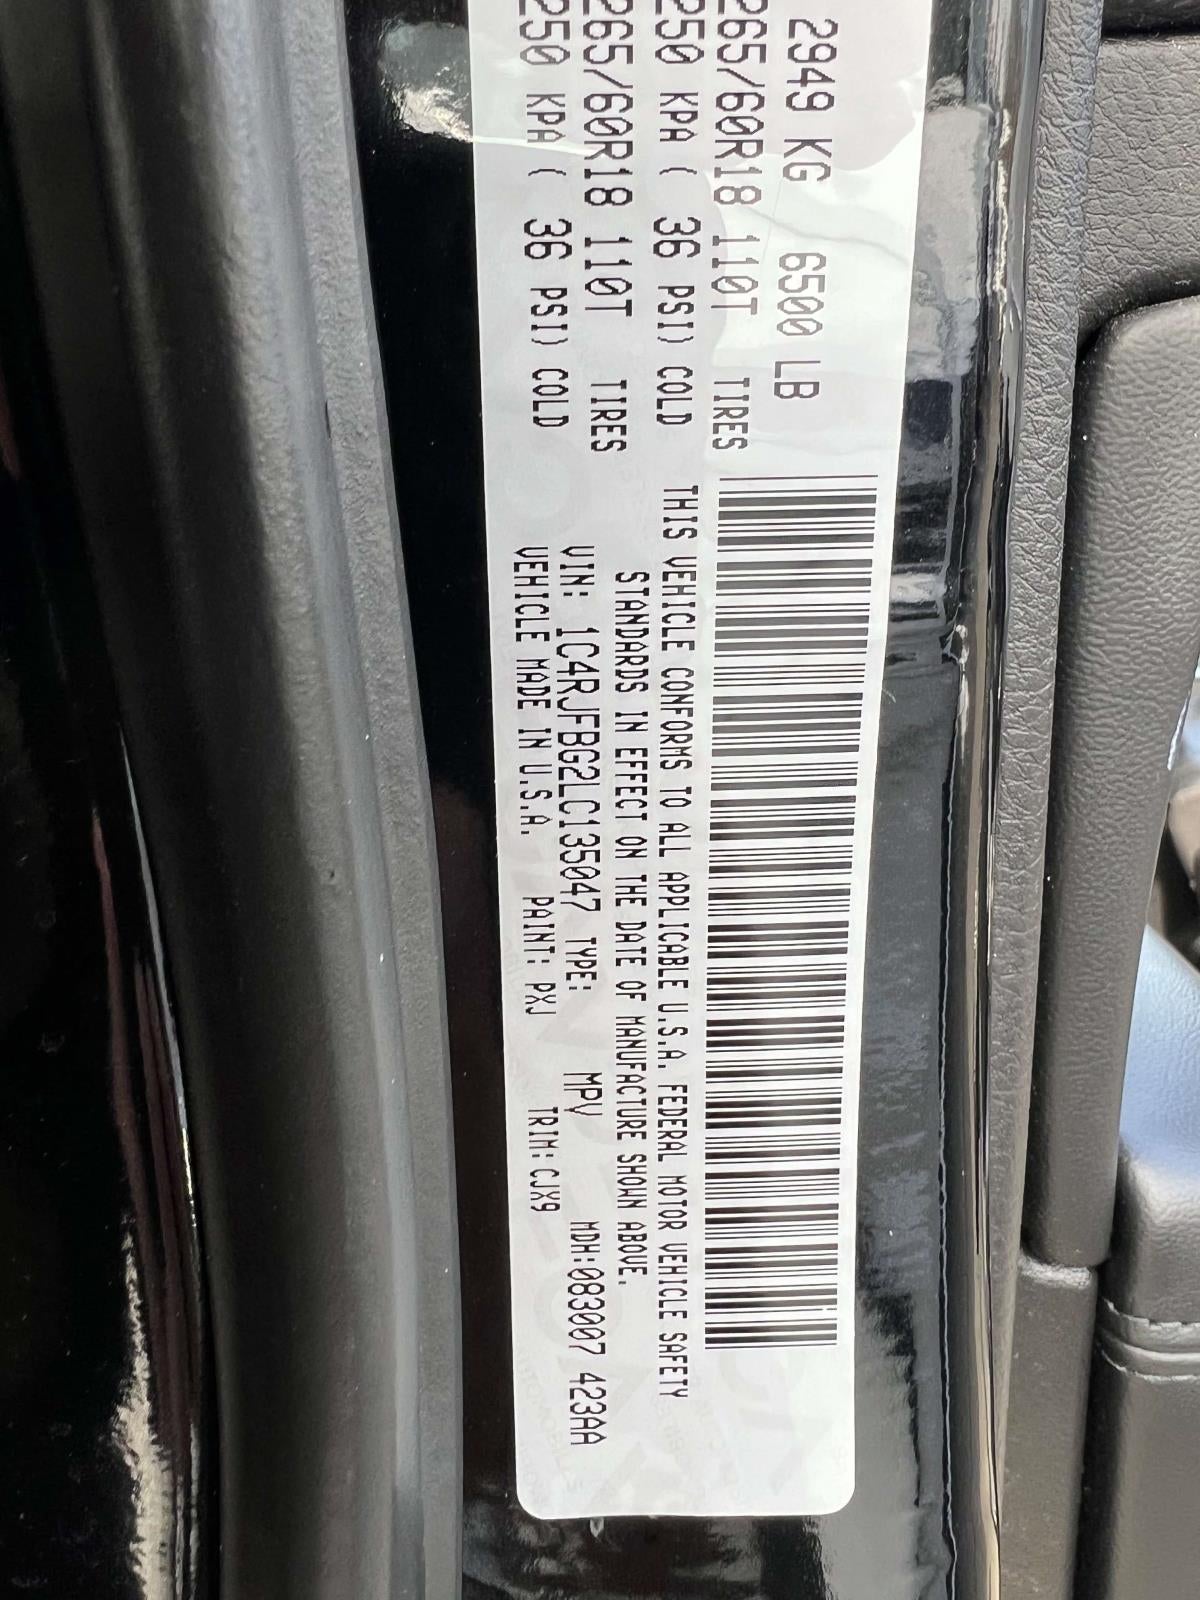 2949 KG 6500 LB
265/60R18 110T TIRES
250 KPA ( 36 PSI) COLD
265/60R18 110T TIRES
250 KPA ( 36 PSI) COLD
THIS VEHICLE CONFORMS TO ALL APPLICABLE U.S.A. FEDERAL MOTOR VEHICLE SAFETY
STANDARDS IN EFFECT ON THE DATE OF MANUFACTURE SHOWN ABOVE.
VIN: 1C4RJFBG2LC135047 TYPE: MPV MDH:083007 423AA
VEHICLE MADE IN U.S.A. PAINT: PXJ TRIM: CJX9